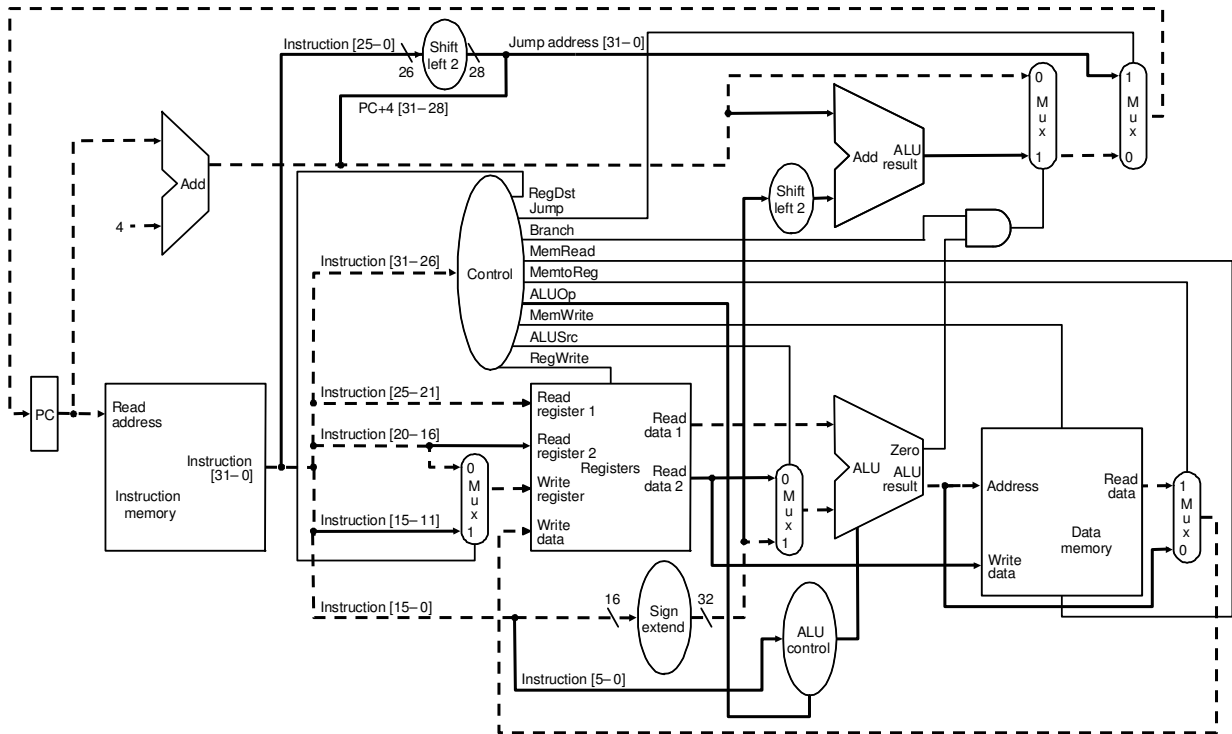 Instruction [25–0]
26
Shift
left 2
28
Jump address [31–0]
PC+4 [31–28]
Add
4
0
M
u
x
1
1
M
u
x
0
Add
ALU
result
Shift
left 2
RegDst
Jump
Branch
MemRead
MemtoReg
ALUOp
MemWrite
ALUSrc
RegWrite
Control
Instruction [31–26]
PC
Read
address
Instruction
[31–0]
Instruction
memory
Instruction [25–21]
Instruction [20–16]
Instruction [15–11]
Instruction [15–0]
0
M
u
x
1
Read
register 1
Read
register 2
Write
register
Write
data
Registers
Read
data 1
Read
data 2
0
M
u
x
1
Zero
ALU
ALU
result
Address
Read
data
Data
memory
Write
data
1
M
u
x
0
16
Sign
extend
32
ALU
control
Instruction [5–0]